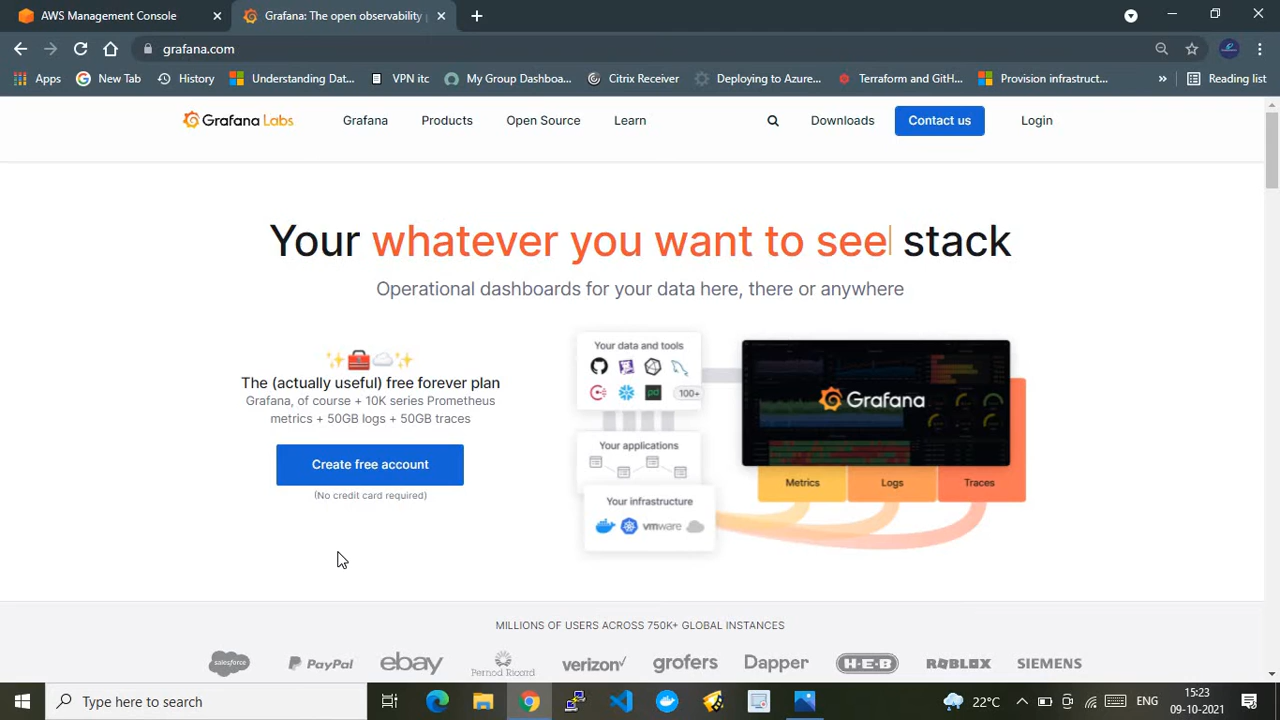 AWS Management Console
Grafana: The open observability
grafana.com
Apps
New Tab
History
Understanding Dat...
VPN itc
My Group Dashboa...
Citrix Receiver
Deploying to Azure...
Terraform and GitH...
Provision infrastruct...
»
Reading list
Grafana Labs
Grafana
Products
Open Source
Learn
Downloads
Contact us
Login
Your whatever you want to see stack
Operational dashboards for your data here, there or anywhere
The (actually useful) free forever plan
Grafana, of course + 10K series Prometheus
metrics + 50GB logs + 50GB traces
Create free account
(No credit card required)
Your data and tools
100+
Your applications
Your infrastructure
vmware
Grafana
Metrics
Logs
Traces
MILLIONS OF USERS ACROSS 750K+ GLOBAL INSTANCES
salesforce
PayPal
ebay
Pernod Ricard
verizon✓
grofers
Dapper
H-E-B
ROBLOX
SIEMENS
Type here to search
22°C
ENG
15:23
09-10-2021